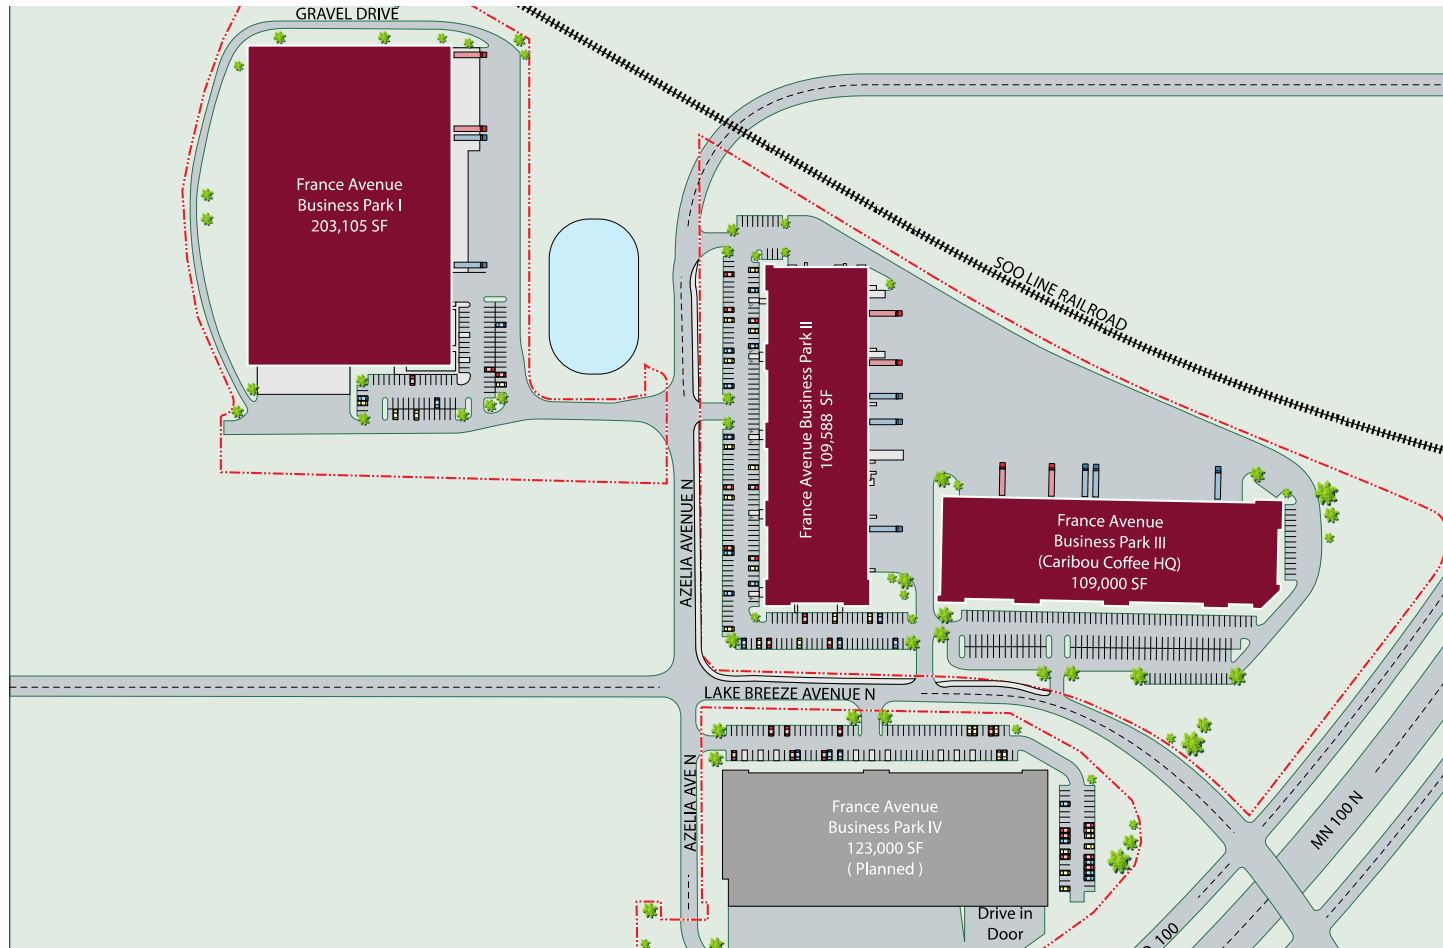 GRAVEL DRIVE
France Avenue
Business Park I
203,105 SF
SOO LINE RAILROAD
France Avenue Business Park II
109,588 SF
AZELIA AVENUE N
France Avenue
Business Park III
(Caribou Coffee HQ)
109,000 SF
LAKE BREEZE AVENUE N
AZELIA AVE N
France Avenue
Business Park IV
123,000 SF
( Planned )
MN 100 N
Drive in
Door
100